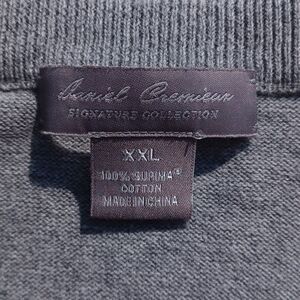 Daniel Cremieux
SIGNATURE COLLECTION
XXL
100% SUPIMA®
COTTON
MADE IN CHINA